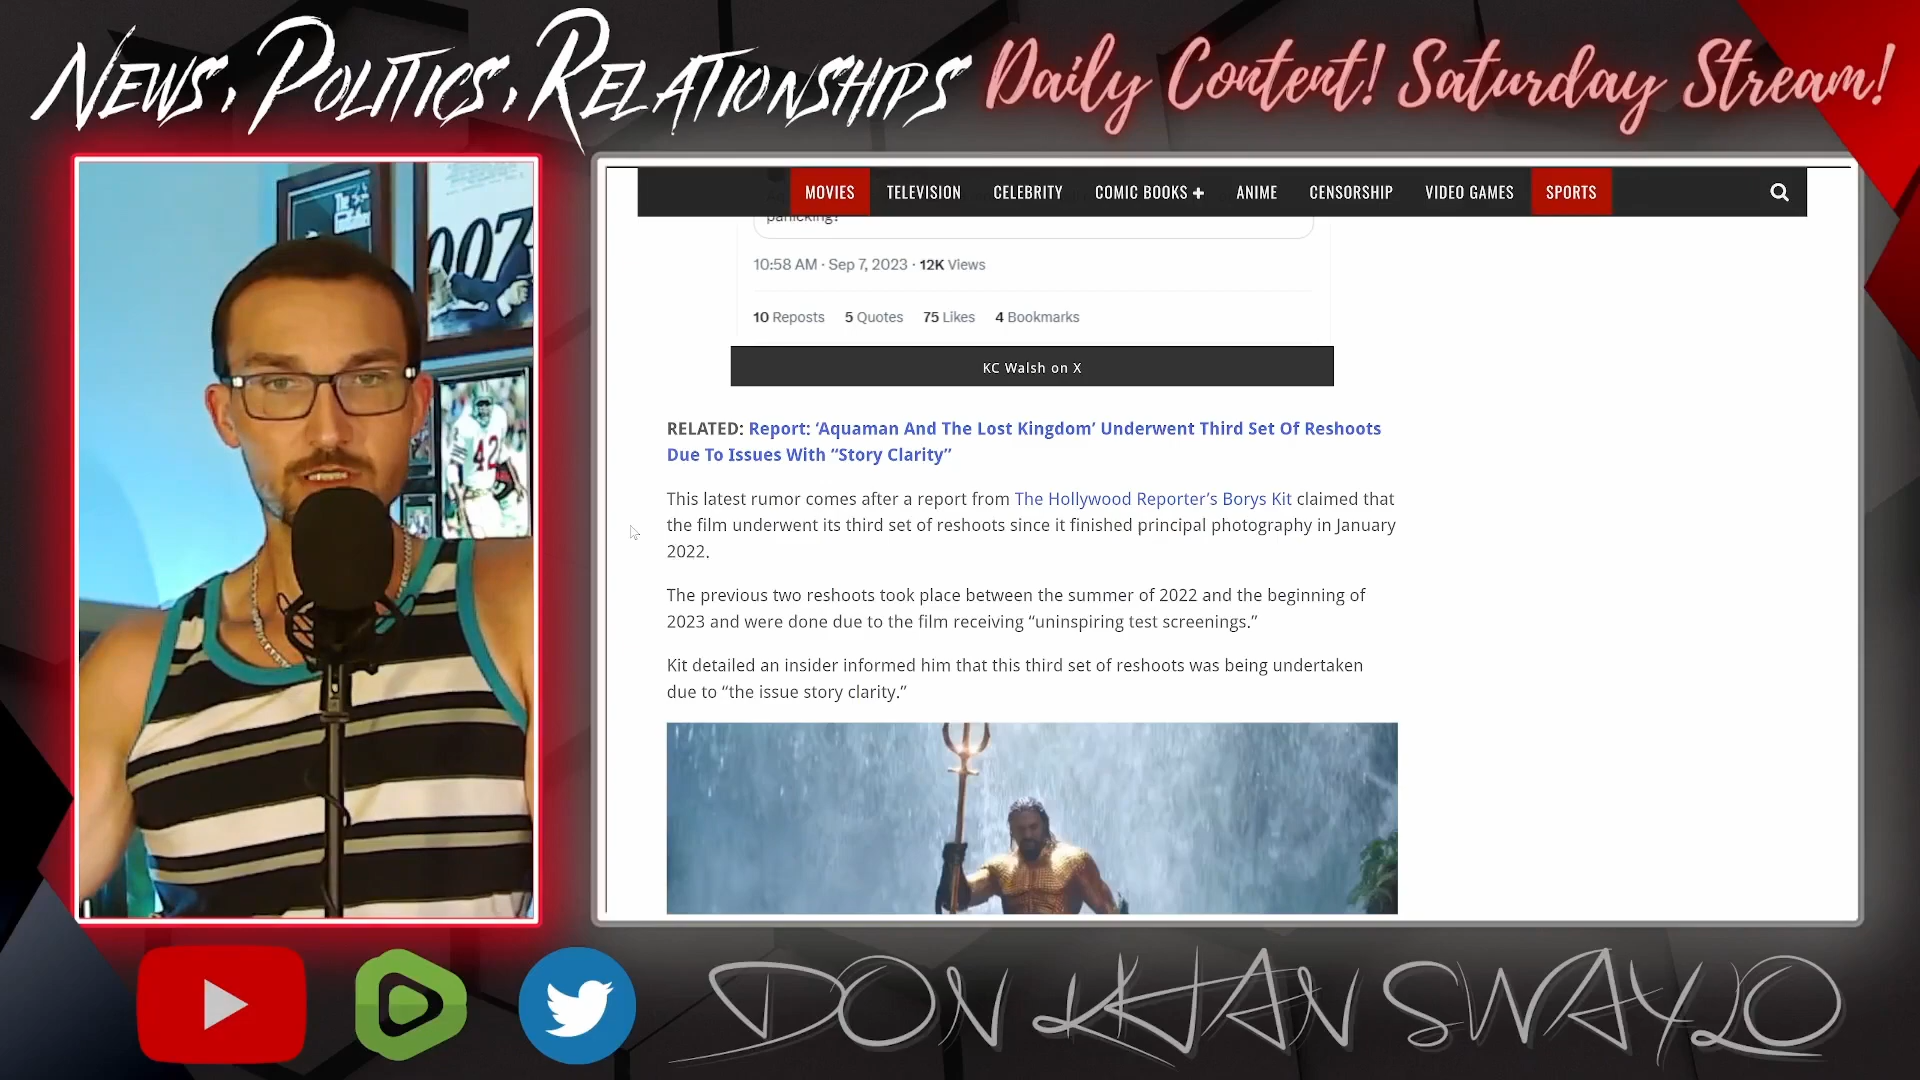 NEWS, POLITICS, RELATIONSHIPS Daily Content! Saturday Stream!
The Godfather
007
42
MOVIES TELEVISION CELEBRITY COMIC BOOKS + ANIME CENSORSHIP VIDEO GAMES SPORTS
panicking?
10:58 AM · Sep 7, 2023 · 12K Views
10 Reposts 5 Quotes 75 Likes 4 Bookmarks
KC Walsh on X
RELATED: Report: ‘Aquaman And The Lost Kingdom’ Underwent Third Set Of Reshoots
Due To Issues With “Story Clarity”
This latest rumor comes after a report from The Hollywood Reporter’s Borys Kit claimed that
the film underwent its third set of reshoots since it finished principal photography in January
2022.
The previous two reshoots took place between the summer of 2022 and the beginning of
2023 and were done due to the film receiving “uninspiring test screenings.”
Kit detailed an insider informed him that this third set of reshoots was being undertaken
due to “the issue story clarity.”
DON KHAN SWAYLO